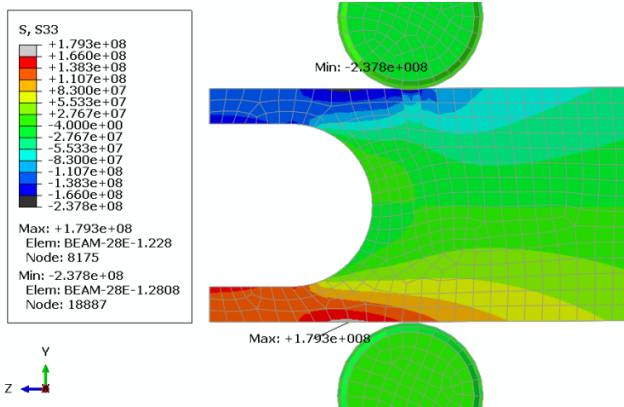 S, S33
+1.793e+08
+1.660e+08
+1.383e+08
+1.107e+08
+8.300e+07
+5.533e+07
+2.767e+07
-4.000e+00
-2.767e+07
-5.533e+07
-8.300e+07
-1.107e+08
-1.383e+08
-1.660e+08
-2.378e+08
Max: +1.793e+08
Elem: BEAM-28E-1.228
Node: 8175
Min: -2.378e+08
Elem: BEAM-28E-1.2808
Node: 18887
Min: -2.378e+008
Max: +1.793e+008
Y
Z
X